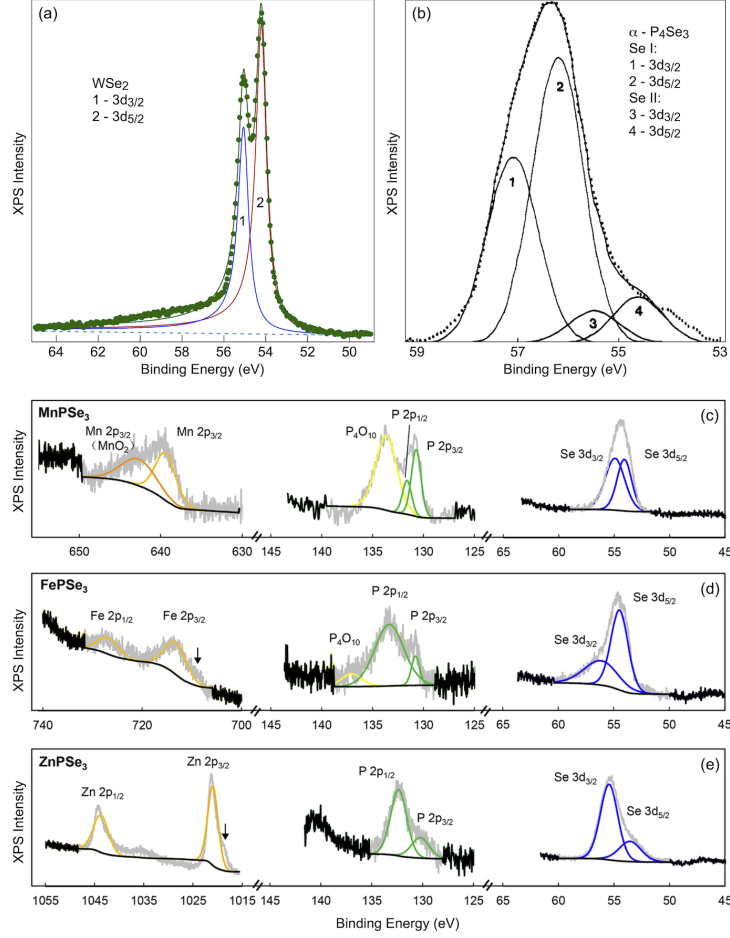 (a)
WSe2
1 - 3d3/2
2 - 3d5/2
1
2
XPS Intensity
64 62 60 58 56 54 52 50
Binding Energy (eV)
b)
α - P4Se3
Se I:
1 - 3d3/2
2 - 3d5/2
Se II:
3 - 3d3/2
4 - 3d5/2
1
2
3
4
XPS Intensity
59 57 55 53
Binding Energy (eV)
MnPSe3
(c)
Mn 2p3/2
(MnO2)
Mn 2p3/2
P4O10
P 2p1/2
P 2p3/2
Se 3d3/2
Se 3d5/2
XPS Intensity
650 640 630 145 140 135 130 125 65 60 55 50 45
FePSe3
(d)
Fe 2p1/2
Fe 2p3/2
P4O10
P 2p1/2
P 2p3/2
Se 3d3/2
Se 3d5/2
XPS Intensity
740 720 700 145 140 135 130 125 65 60 55 50 45
ZnPSe3
(e)
Zn 2p1/2
Zn 2p3/2
P 2p1/2
P 2p3/2
Se 3d3/2
Se 3d5/2
XPS Intensity
1055 1045 1035 1025 1015 145 140 135 130 125 65 60 55 50 45
Binding Energy (eV)